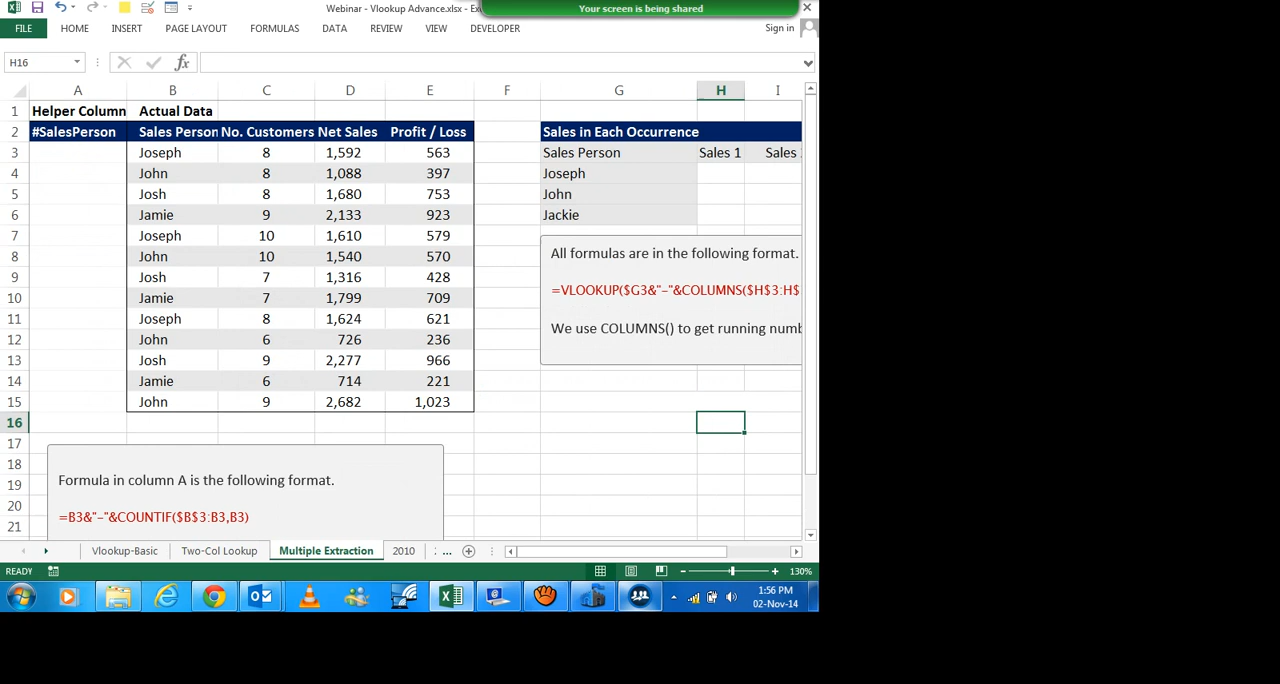 Webinar - Vlookup Advance.xlsx - Ex
Your screen is being shared
FILE HOME INSERT PAGE LAYOUT FORMULAS DATA REVIEW VIEW DEVELOPER Sign in
H16 fx
A B C D E F G H I
1 Helper Column Actual Data
2 #SalesPerson Sales Person No. Customers Net Sales Profit / Loss Sales in Each Occurrence
3 Joseph 8 1,592 563 Sales Person Sales 1 Sales
4 John 8 1,088 397 Joseph
5 Josh 8 1,680 753 John
6 Jamie 9 2,133 923 Jackie
7 Joseph 10 1,610 579
8 John 10 1,540 570
9 Josh 7 1,316 428
10 Jamie 7 1,799 709
11 Joseph 8 1,624 621
12 John 6 726 236
13 Josh 9 2,277 966
14 Jamie 6 714 221
15 John 9 2,682 1,023
16
17
18
19
20
21
All formulas are in the following format.
=VLOOKUP($G3&"-"&COLUMNS($H$3:H$
We use COLUMNS() to get running numb
Formula in column A is the following format.
=B3&"-"&COUNTIF($B$3:B3,B3)
Vlookup-Basic Two-Col Lookup Multiple Extraction 2010 ...
READY 130%
1:56 PM
02-Nov-14